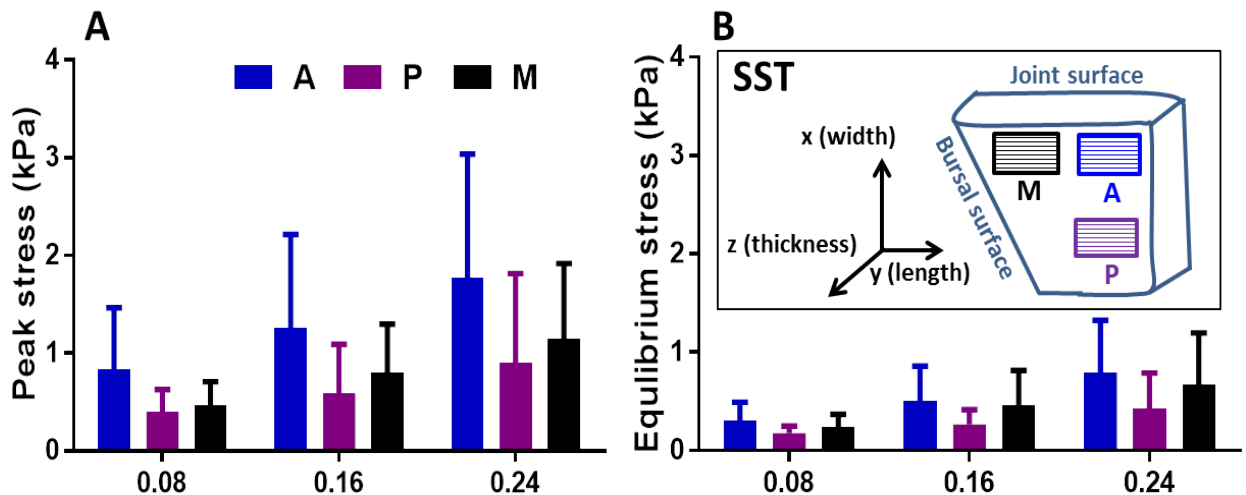 A
Peak stress (kPa)
4
3
2
1
0
A P M
0.08 0.16 0.24
B
Equlibrium stress (kPa)
4
3
2
1
0
SST
Joint surface
Bursal surface
x (width)
z (thickness)
y (length)
M
A
P
0.08 0.16 0.24